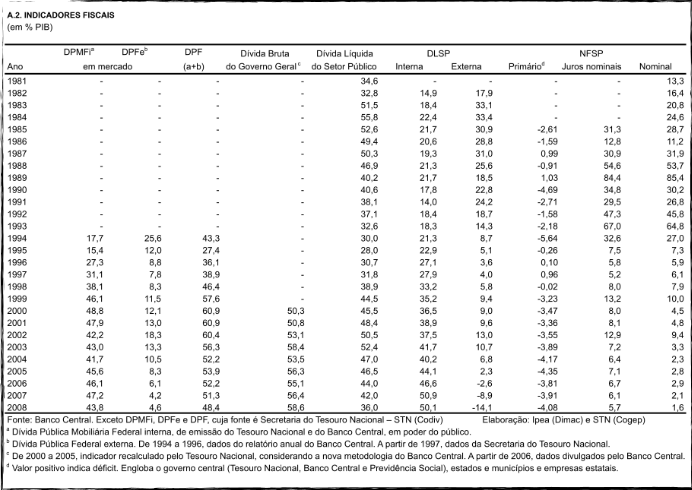 A.2. INDICADORES FISCAIS
(em % PIB)
DPMFiᵃ DPFeᵇ DPF Dívida Bruta Dívida Líquida DLSP NFSP
Ano em mercado (a+b) do Governo Geral ᶜ do Setor Público Interna Externa Primárioᵈ Juros nominais Nominal
1981 - - - - 34,6 - - - - 13,3
1982 - - - - 32,8 14,9 17,9 - - 16,4
1983 - - - - 51,5 18,4 33,1 - - 20,8
1984 - - - - 55,8 22,4 33,4 - - 24,6
1985 - - - - 52,6 21,7 30,9 -2,61 31,3 28,7
1986 - - - - 49,4 20,6 28,8 -1,59 12,8 11,2
1987 - - - - 50,3 19,3 31,0 0,99 30,9 31,9
1988 - - - - 46,9 21,3 25,6 -0,91 54,6 53,7
1989 - - - - 40,2 21,7 18,5 1,03 84,4 85,4
1990 - - - - 40,6 17,8 22,8 -4,69 34,8 30,2
1991 - - - - 38,1 14,0 24,2 -2,71 29,5 26,8
1992 - - - - 37,1 18,4 18,7 -1,58 47,3 45,8
1993 - - - - 32,6 18,3 14,3 -2,18 67,0 64,8
1994 17,7 25,6 43,3 - 30,0 21,3 8,7 -5,64 32,6 27,0
1995 15,4 12,0 27,4 - 28,0 22,9 5,1 -0,26 7,5 7,3
1996 27,3 8,8 36,1 - 30,7 27,1 3,6 0,10 5,8 5,9
1997 31,1 7,8 38,9 - 31,8 27,9 4,0 0,96 5,2 6,1
1998 38,1 8,3 46,4 - 38,9 33,2 5,8 -0,02 8,0 7,9
1999 46,1 11,5 57,6 - 44,5 35,2 9,4 -3,23 13,2 10,0
2000 48,8 12,1 60,9 50,3 45,5 36,5 9,0 -3,47 8,0 4,5
2001 47,9 13,0 60,9 50,8 48,4 38,9 9,6 -3,36 8,1 4,8
2002 42,2 18,3 60,4 53,1 50,5 37,5 13,0 -3,55 12,9 9,4
2003 43,0 13,3 56,3 58,4 52,4 41,7 10,7 -3,89 7,2 3,3
2004 41,7 10,5 52,2 53,5 47,0 40,2 6,8 -4,17 6,4 2,3
2005 45,6 8,3 53,9 56,3 46,5 44,1 2,3 -4,35 7,1 2,8
2006 46,1 6,1 52,2 55,1 44,0 46,6 -2,6 -3,81 6,7 2,9
2007 47,2 4,2 51,3 56,4 42,0 50,9 -8,9 -3,91 6,1 2,1
2008 43,8 4,6 48,4 58,6 36,0 50,1 -14,1 -4,08 5,7 1,6
Fonte: Banco Central. Exceto DPMFi, DPFe e DPF, cuja fonte é Secretaria do Tesouro Nacional – STN (Codiv) Elaboração: Ipea (Dimac) e STN (Cogep)
ᵃ Dívida Pública Mobiliária Federal interna, de emissão do Tesouro Nacional e do Banco Central, em poder do público.
ᵇ Dívida Pública Federal externa. De 1994 a 1996, dados do relatório anual do Banco Central. A partir de 1997, dados da Secretaria do Tesouro Nacional.
ᶜ De 2000 a 2005, indicador recalculado pelo Tesouro Nacional, considerando a nova metodologia do Banco Central. A partir de 2006, dados divulgados pelo Banco Central.
ᵈ Valor positivo indica déficit. Engloba o governo central (Tesouro Nacional, Banco Central e Previdência Social), estados e municípios e empresas estatais.